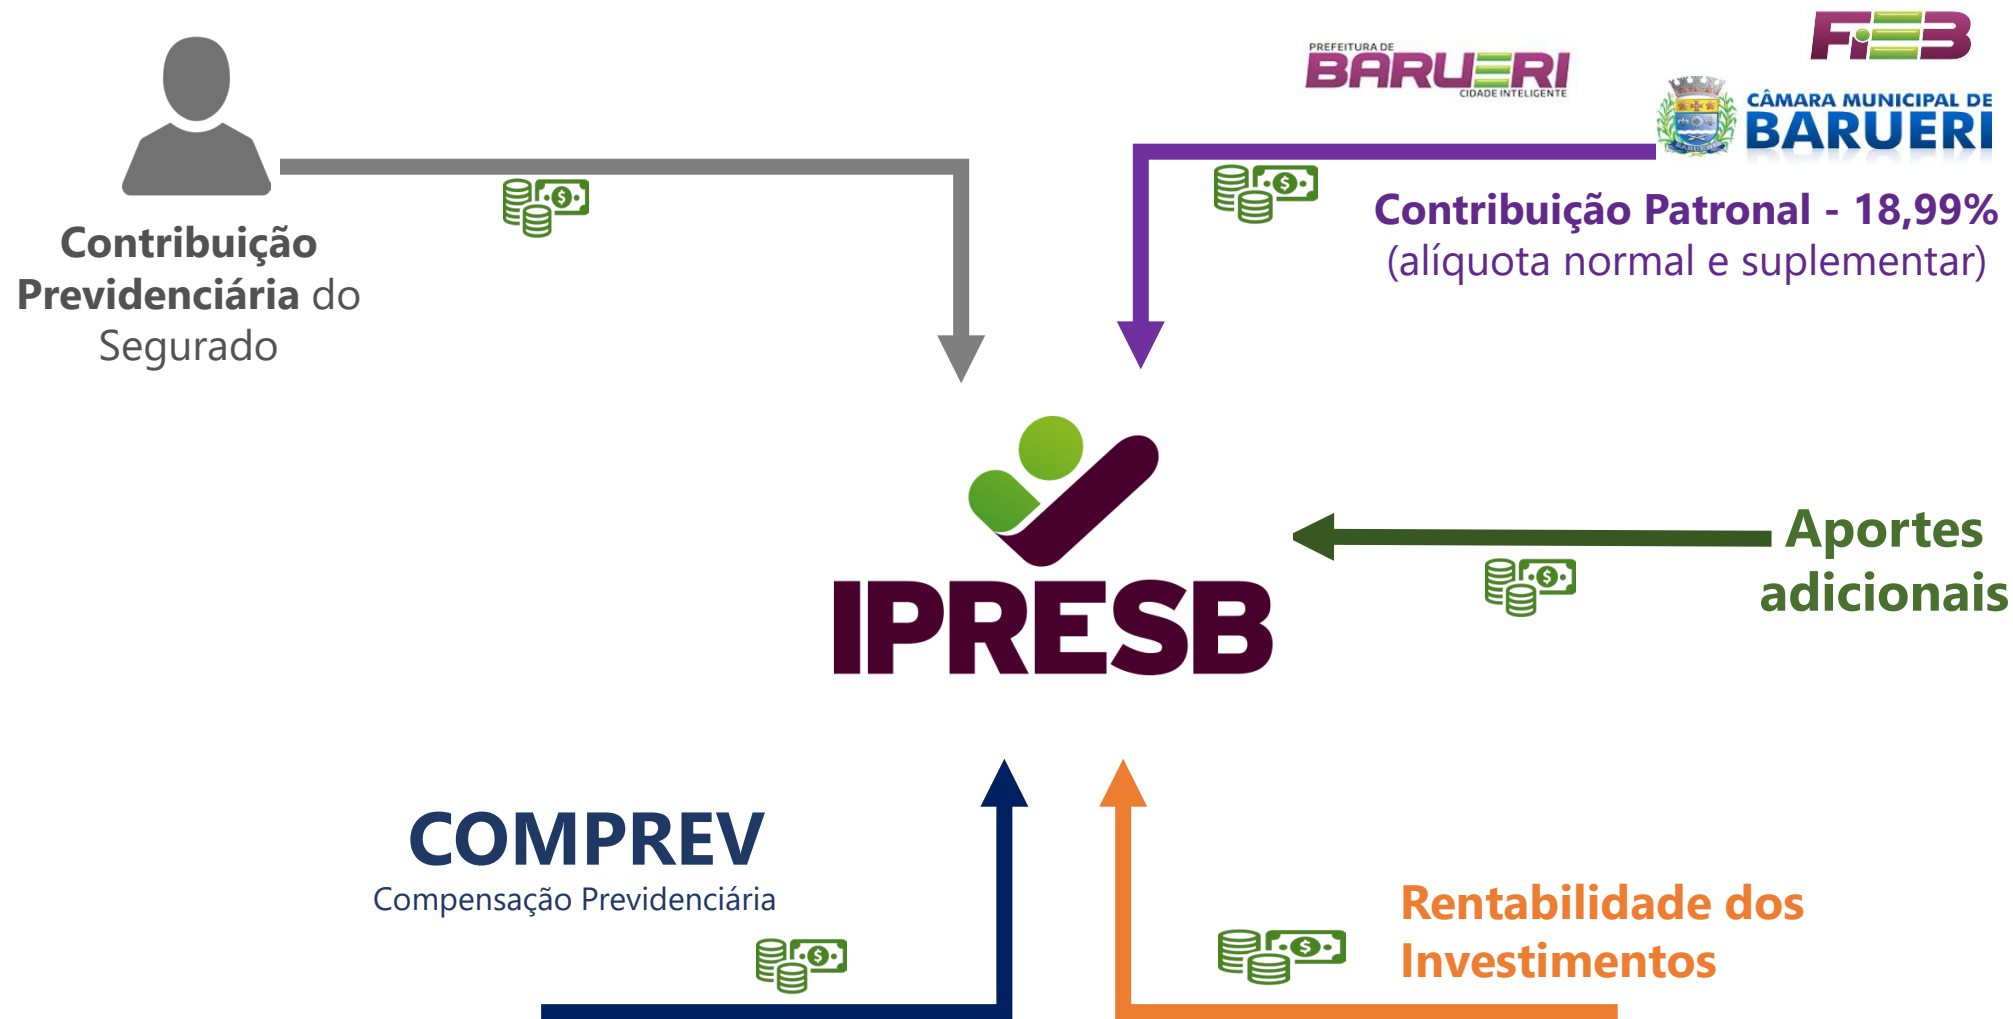 PREFEITURA DE
BARUERI
CIDADE INTELIGENTE
FIEB
CÂMARA MUNICIPAL DE
BARUERI
Contribuição Patronal - 18,99%
(alíquota normal e suplementar)
Contribuição
Previdenciária do
Segurado
IPRESB
Aportes
adicionais
COMPREV
Compensação Previdenciária
Rentabilidade dos
Investimentos